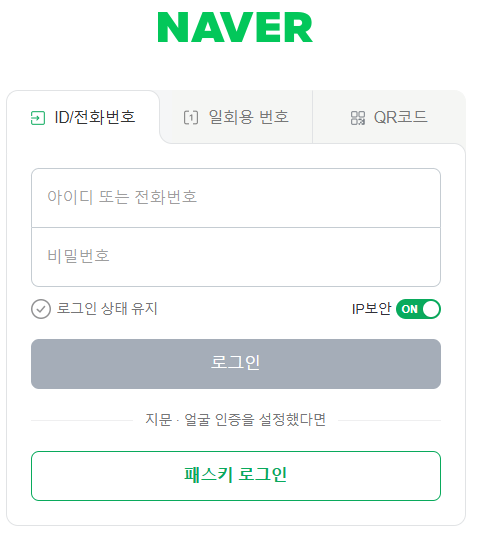 NAVER
ID/전화번호
1 일회용 번호
QR코드
아이디 또는 전화번호
비밀번호
로그인 상태 유지
IP보안 ON
로그인
지문 · 얼굴 인증을 설정했다면
패스키 로그인